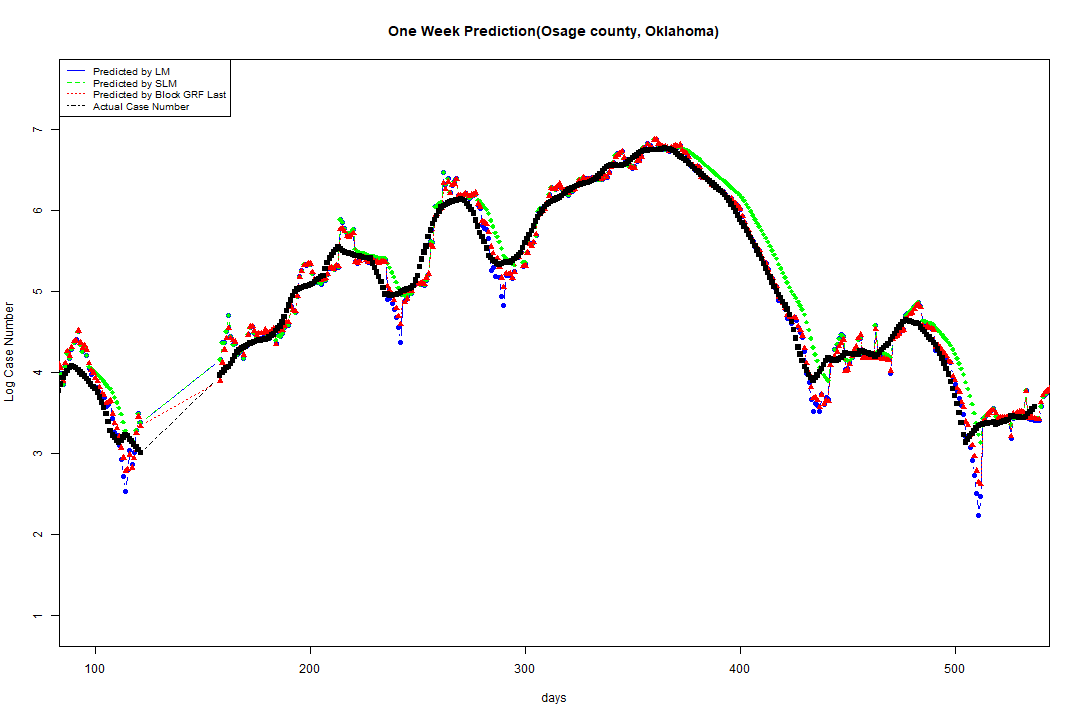 One Week Prediction(Osage county, Oklahoma)
Predicted by LM
Predicted by SLM
Predicted by Block GRF Last
Actual Case Number
7
6
5
4
3
2
1
Log Case Number
100 200 300 400 500
days